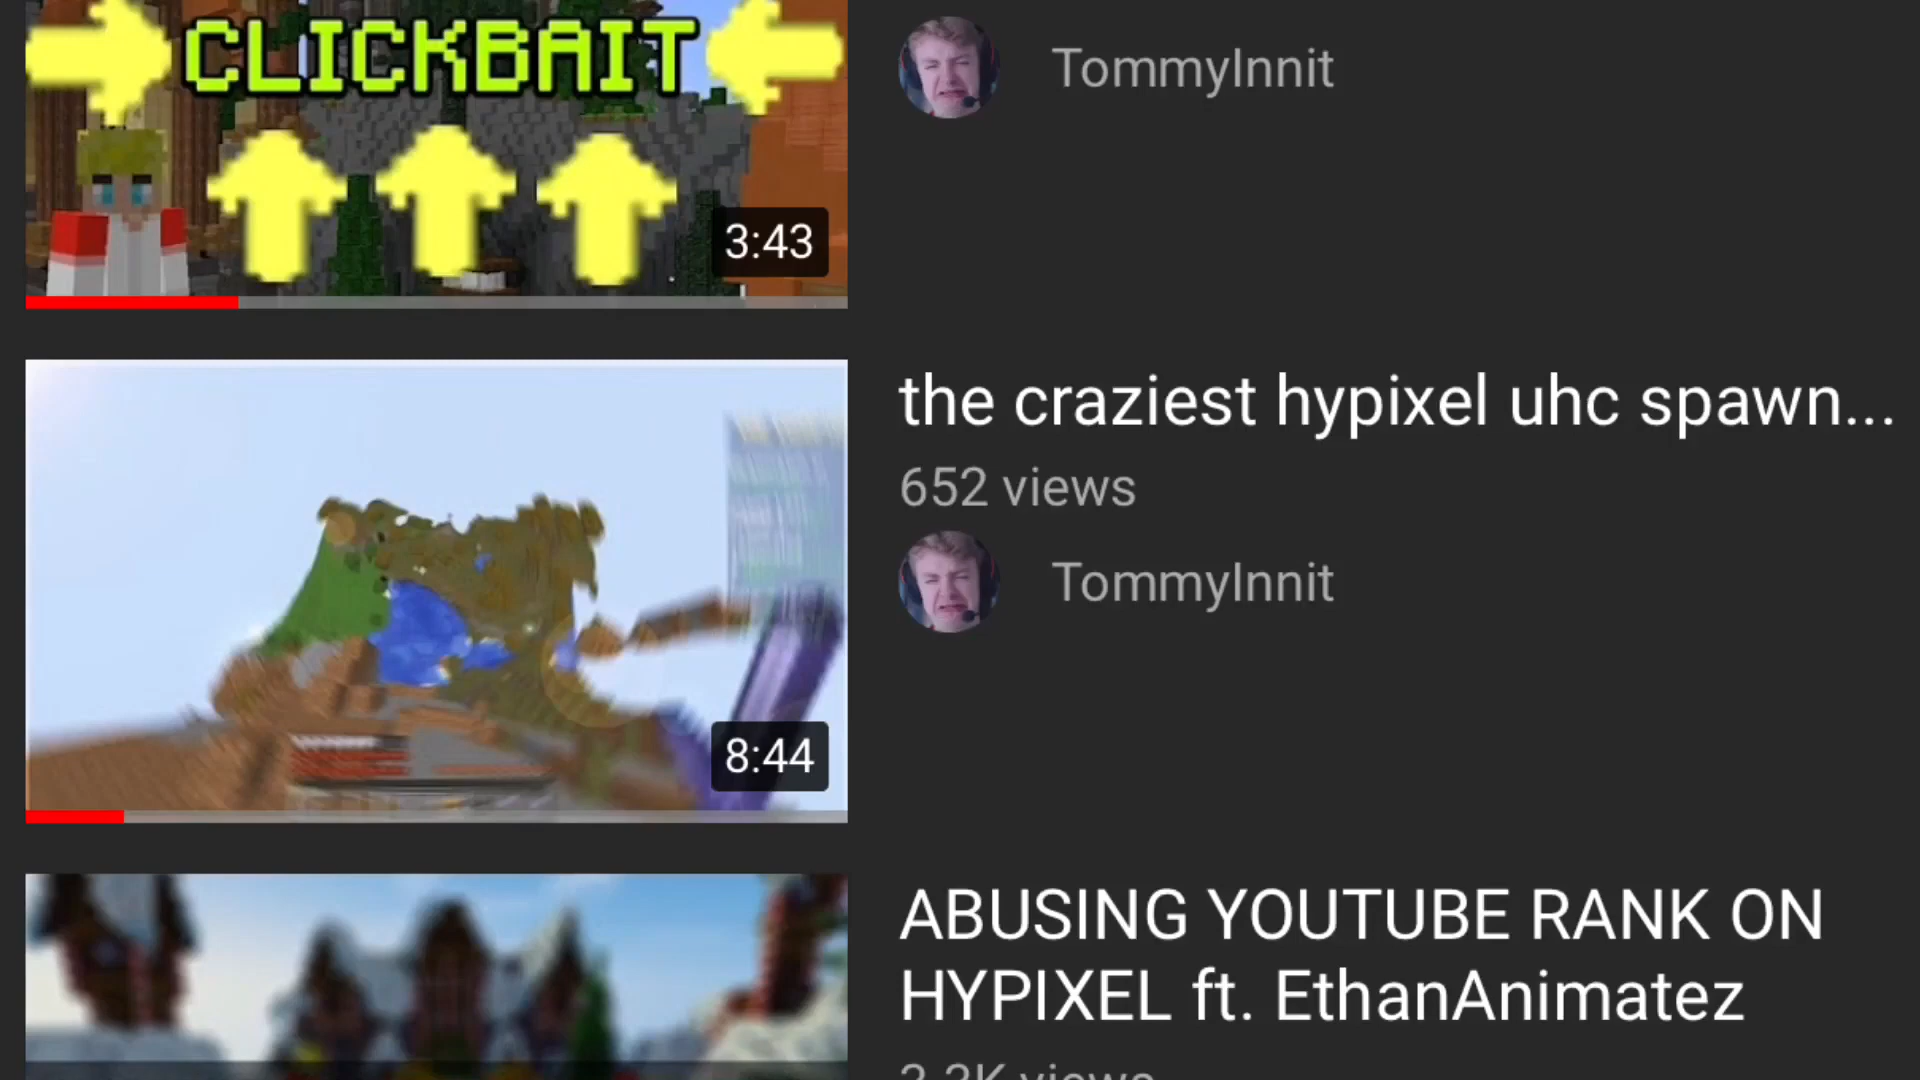 CLICKBAIT
TommyInnit
3:43
the craziest hypixel uhc spawn...
652 views
TommyInnit
8:44
ABUSING YOUTUBE RANK ON
HYPIXEL ft. EthanAnimatez
views